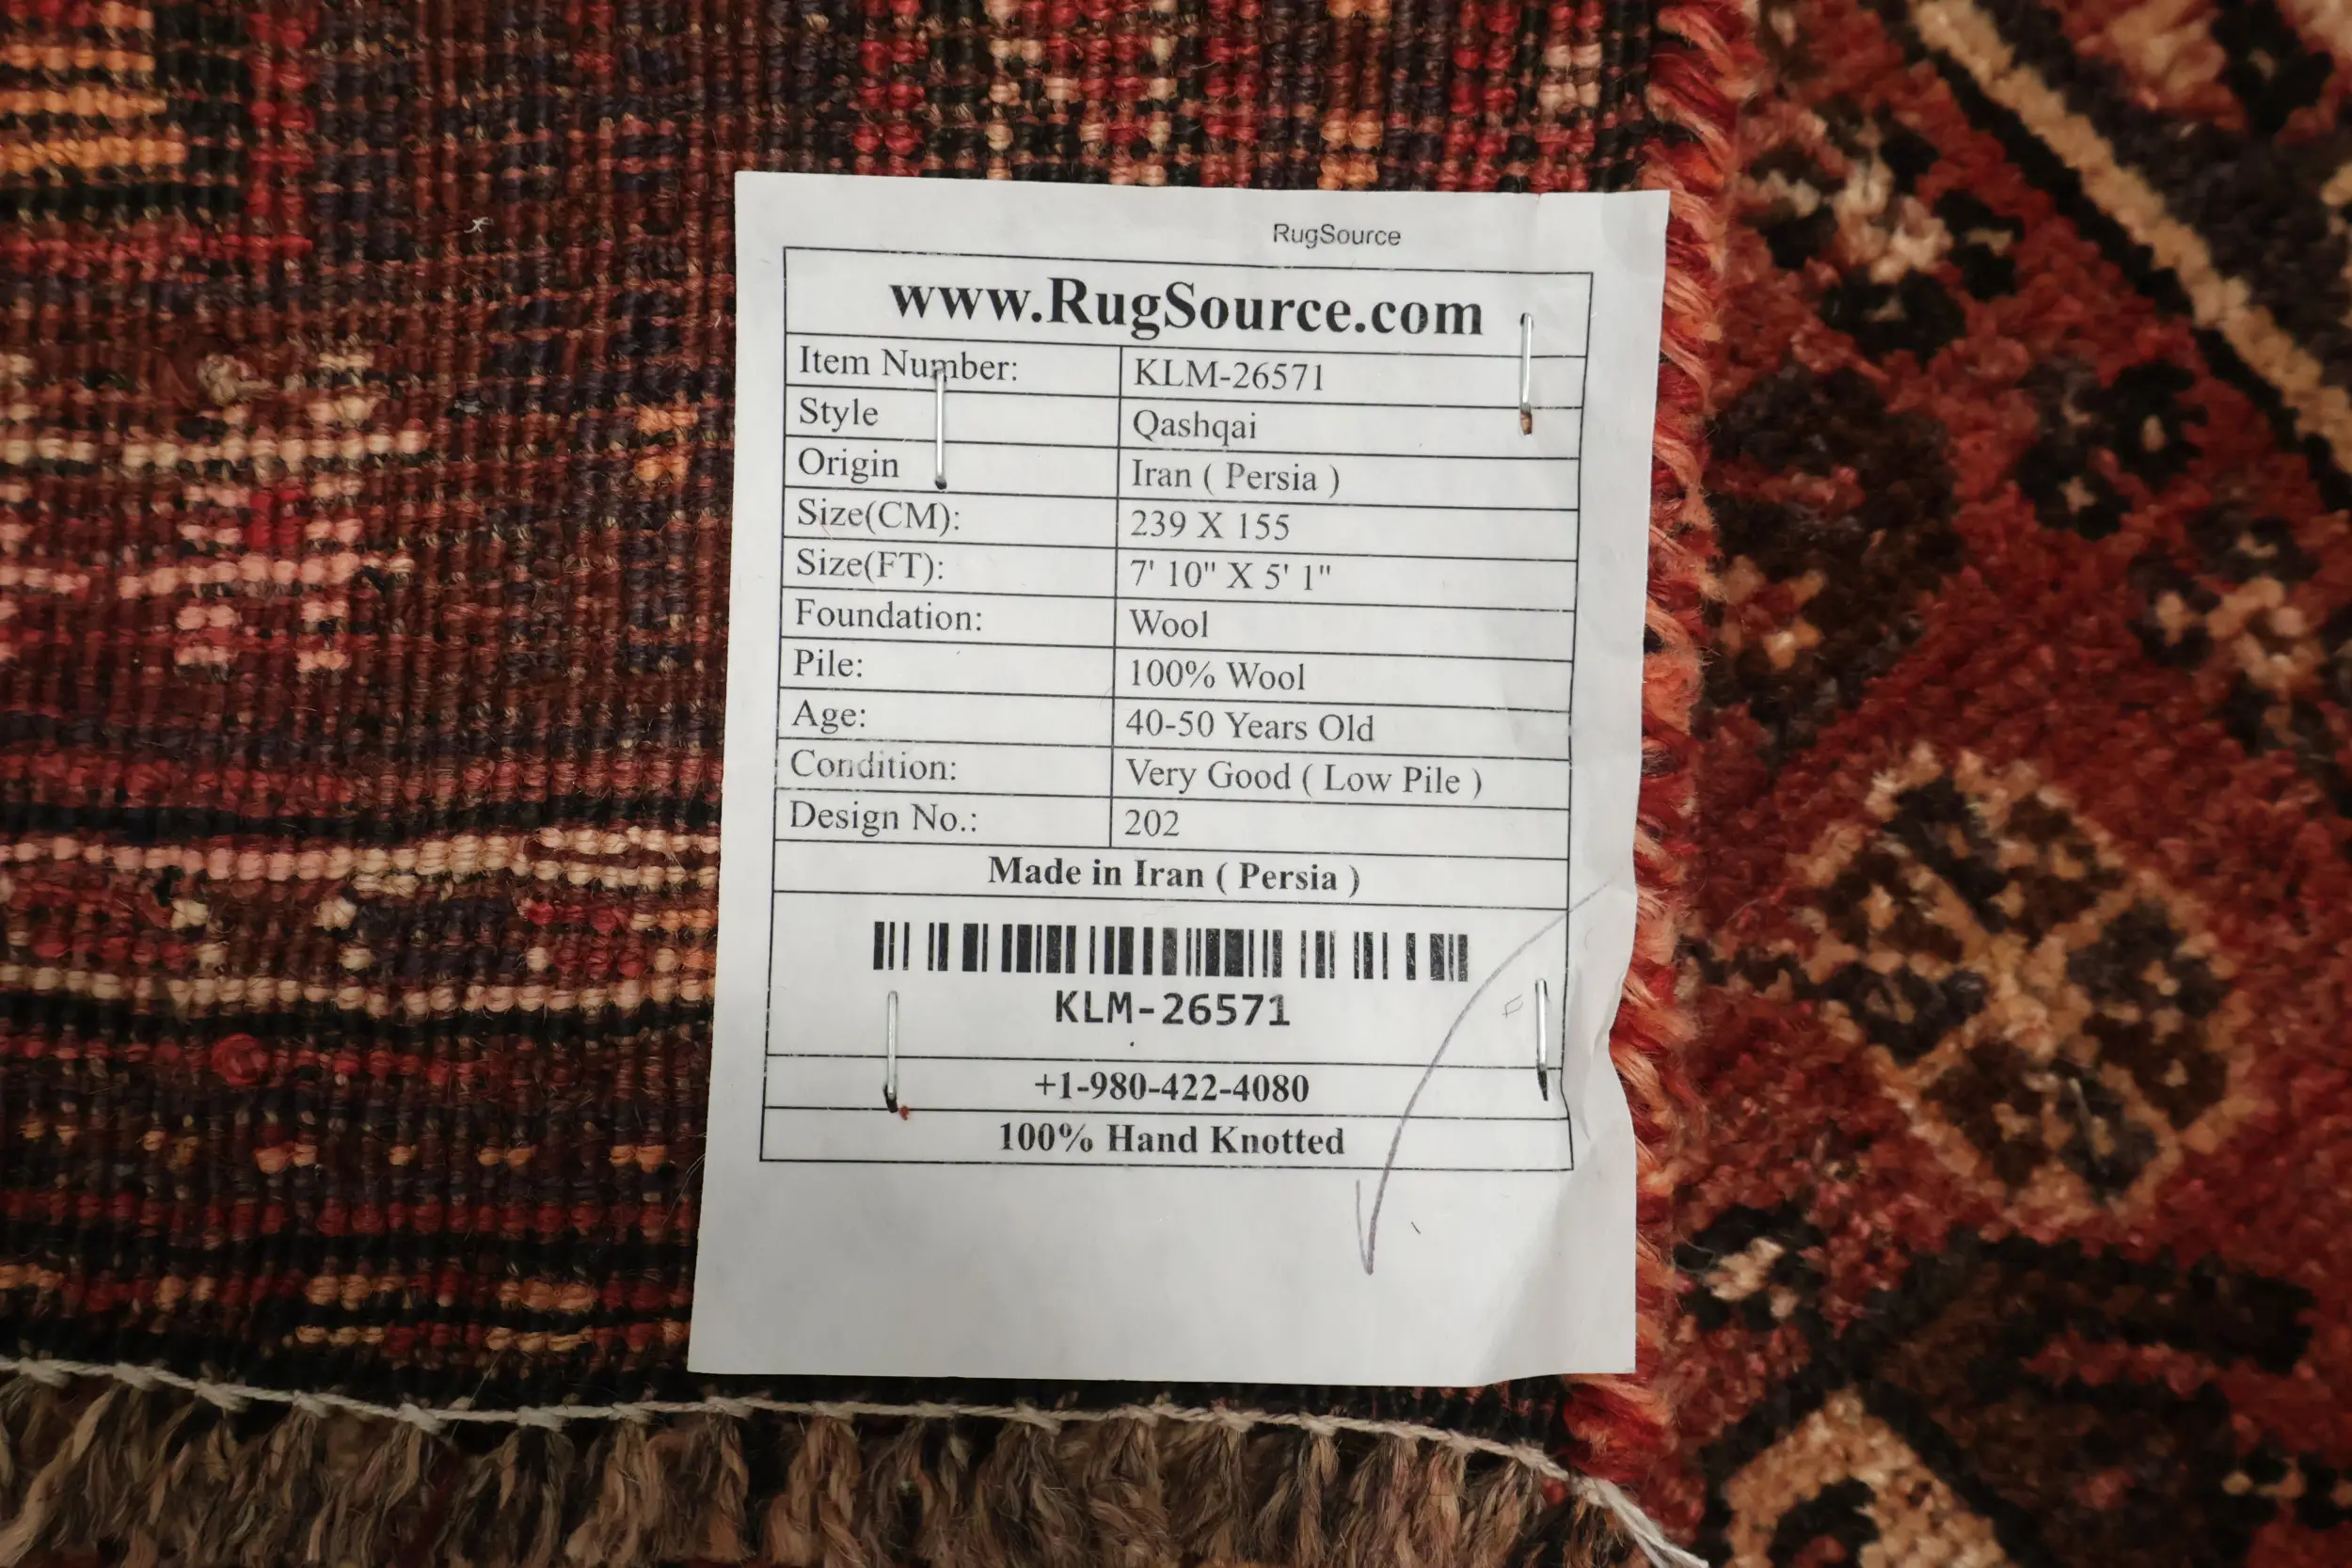 RugSource
www.RugSource.com
Item Number: KLM-26571
Style Qashqai
Origin Iran ( Persia )
Size(CM): 239 X 155
Size(FT): 7' 10" X 5' 1"
Foundation: Wool
Pile: 100% Wool
Age: 40-50 Years Old
Condition: Very Good ( Low Pile )
Design No.: 202
Made in Iran ( Persia )
KLM-26571
+1-980-422-4080
100% Hand Knotted